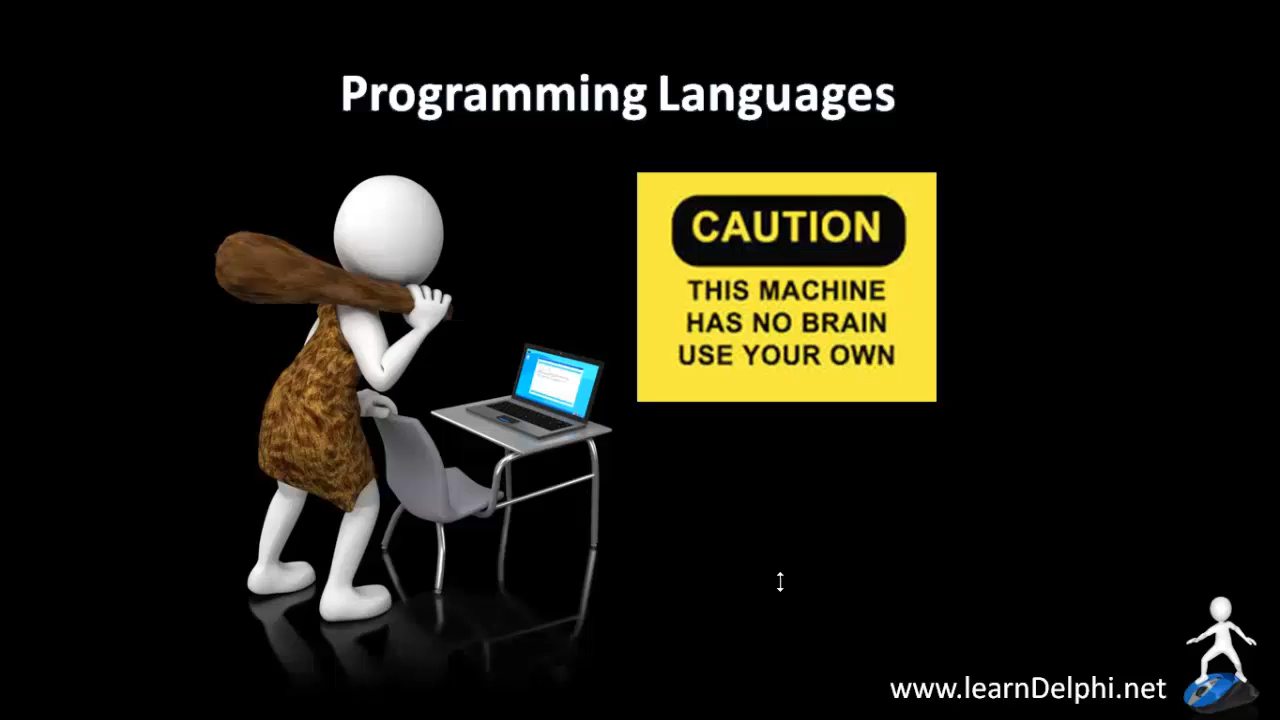 Programming Languages
CAUTION
THIS MACHINE
HAS NO BRAIN
USE YOUR OWN
www.learnDelphi.net